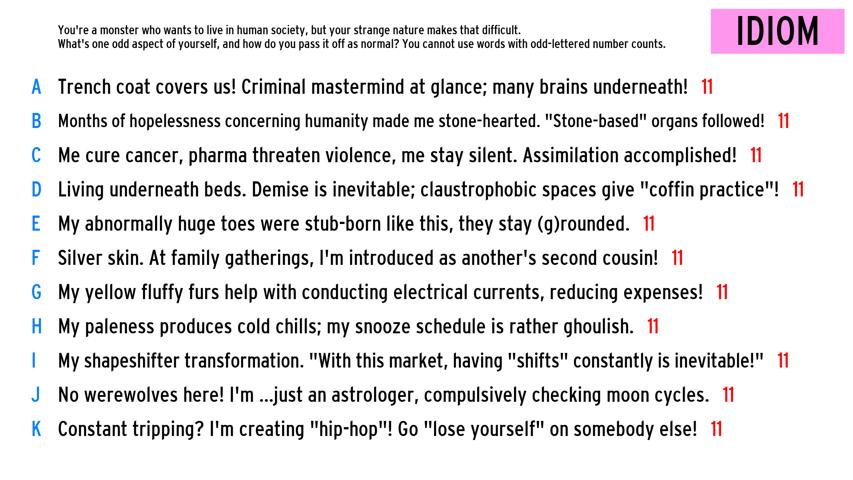 You're a monster who wants to live in human society, but your strange nature makes that difficult.
What's one odd aspect of yourself, and how do you pass it off as normal? You cannot use words with odd-lettered number counts.
IDIOM
A Trench coat covers us! Criminal mastermind at glance; many brains underneath! 11
B Months of hopelessness concerning humanity made me stone-hearted. "Stone-based" organs followed! 11
C Me cure cancer, pharma threaten violence, me stay silent. Assimilation accomplished! 11
D Living underneath beds. Demise is inevitable; claustrophobic spaces give "coffin practice"! 11
E My abnormally huge toes were stub-born like this, they stay (g)rounded. 11
F Silver skin. At family gatherings, I'm introduced as another's second cousin! 11
G My yellow fluffy furs help with conducting electrical currents, reducing expenses! 11
H My paleness produces cold chills; my snooze schedule is rather ghoulish. 11
I My shapeshifter transformation. "With this market, having "shifts" constantly is inevitable!" 11
J No werewolves here! I'm ...just an astrologer, compulsively checking moon cycles. 11
K Constant tripping? I'm creating "hip-hop"! Go "lose yourself" on somebody else! 11